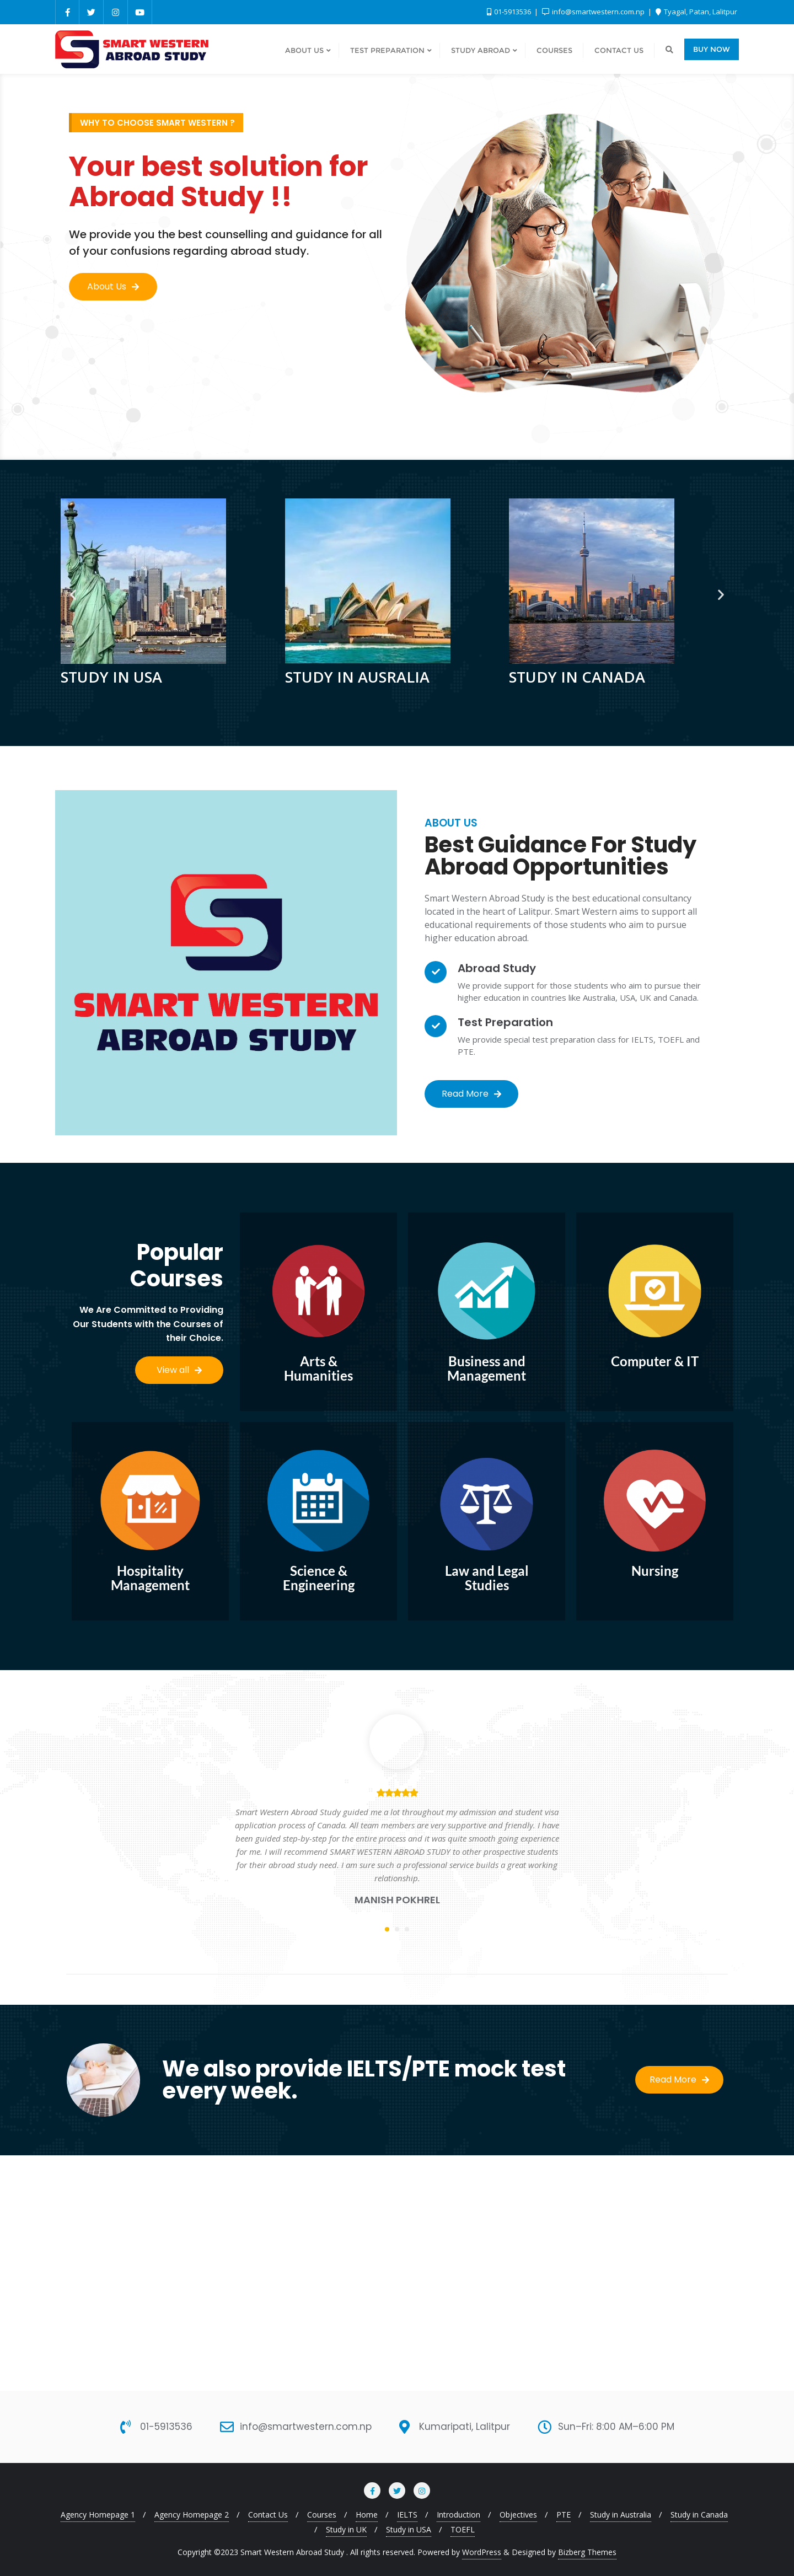 01-5913536 | info@smartwestern.com.np | Tyagal, Patan, Lalitpur
SMART WESTERN
ABROAD STUDY
ABOUT US
TEST PREPARATION
STUDY ABROAD
COURSES
CONTACT US
BUY NOW
WHY TO CHOOSE SMART WESTERN ?
Your best solution for
Abroad Study !!
We provide you the best counselling and guidance for all
of your confusions regarding abroad study.
About Us
STUDY IN USA
STUDY IN AUSRALIA
STUDY IN CANADA
SMART WESTERN
ABROAD STUDY
ABOUT US
Best Guidance For Study
Abroad Opportunities
Smart Western Abroad Study is the best educational consultancy
located in the heart of Lalitpur. Smart Western aims to support all
educational requirements of those students who aim to pursue
higher education abroad.
Abroad Study
We provide support for those students who aim to pursue their
higher education in countries like Australia, USA, UK and Canada.
Test Preparation
We provide special test preparation class for IELTS, TOEFL and
PTE.
Read More
Popular
Courses
We Are Committed to Providing
Our Students with the Courses of
their Choice.
View all
Arts &
Humanities
Business and
Management
Computer & IT
Hospitality
Management
Science &
Engineering
Law and Legal
Studies
Nursing
Smart Western Abroad Study guided me a lot throughout my admission and student visa
application process of Canada. All team members are very supportive and friendly. I have
been guided step-by-step for the entire process and it was quite smooth going experience
for me. I will recommend SMART WESTERN ABROAD STUDY to other prospective students
for their abroad study need. I am sure such a professional service builds a great working
relationship.
MANISH POKHREL
We also provide IELTS/PTE mock test
every week.
Read More
01-5913536
info@smartwestern.com.np
Kumaripati, Lalitpur
Sun–Fri: 8:00 AM–6:00 PM
Agency Homepage 1 / Agency Homepage 2 / Contact Us / Courses / Home / IELTS / Introduction / Objectives / PTE / Study in Australia / Study in Canada
/ Study in UK / Study in USA / TOEFL
Copyright ©2023 Smart Western Abroad Study . All rights reserved. Powered by WordPress & Designed by Bizberg Themes